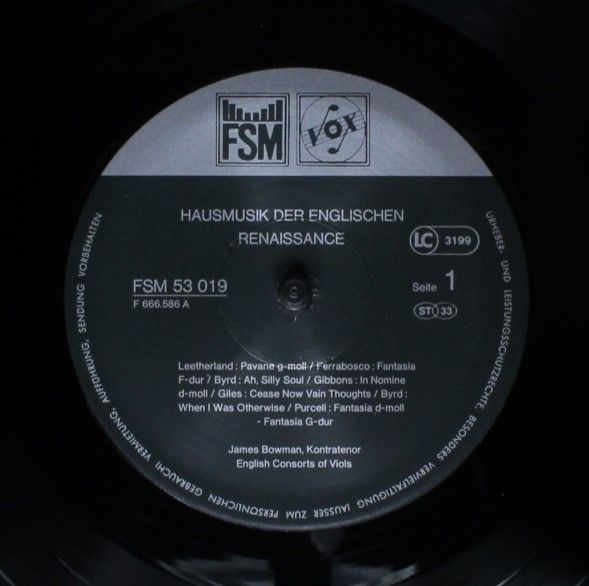 FSM
VOX
HAUSMUSIK DER ENGLISCHEN
RENAISSANCE
LC 3199
FSM 53 019
F 666.586 A
Seite 1
ST 33
Leetherland : Pavane g-moll / Ferrabosco : Fantasia
F-dur / Byrd : Ah, Silly Soul / Gibbons : In Nomine
d-moll / Giles : Cease Now Vain Thoughts / Byrd :
When I Was Otherwise / Purcell : Fantasia d-moll
- Fantasia G-dur
James Bowman, Kontratenor
English Consorts of Viols
URHEBER- UND LEISTUNGSSCHUTZRECHTE, BESONDERS VERVIELFÄLTIGUNG (AUSSER ZUM PERSÖNLICHEN GEBRAUCH) VERMIETUNG, AUFFÜHRUNG, SENDUNG VORBEHALTEN